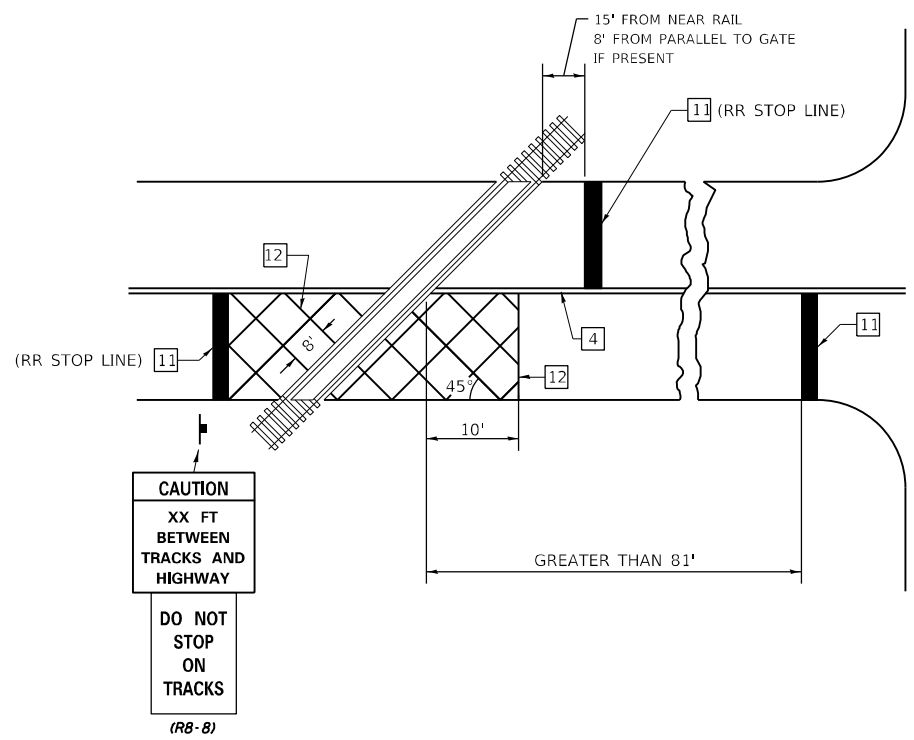 15' FROM NEAR RAIL
8' FROM PARALLEL TO GATE
IF PRESENT
11 (RR STOP LINE)
12
8'
4
11
(RR STOP LINE) 11
12
45°
10'
CAUTION
XX FT
BETWEEN
TRACKS AND
HIGHWAY
GREATER THAN 81'
DO NOT
STOP
ON
TRACKS
(R8-8)